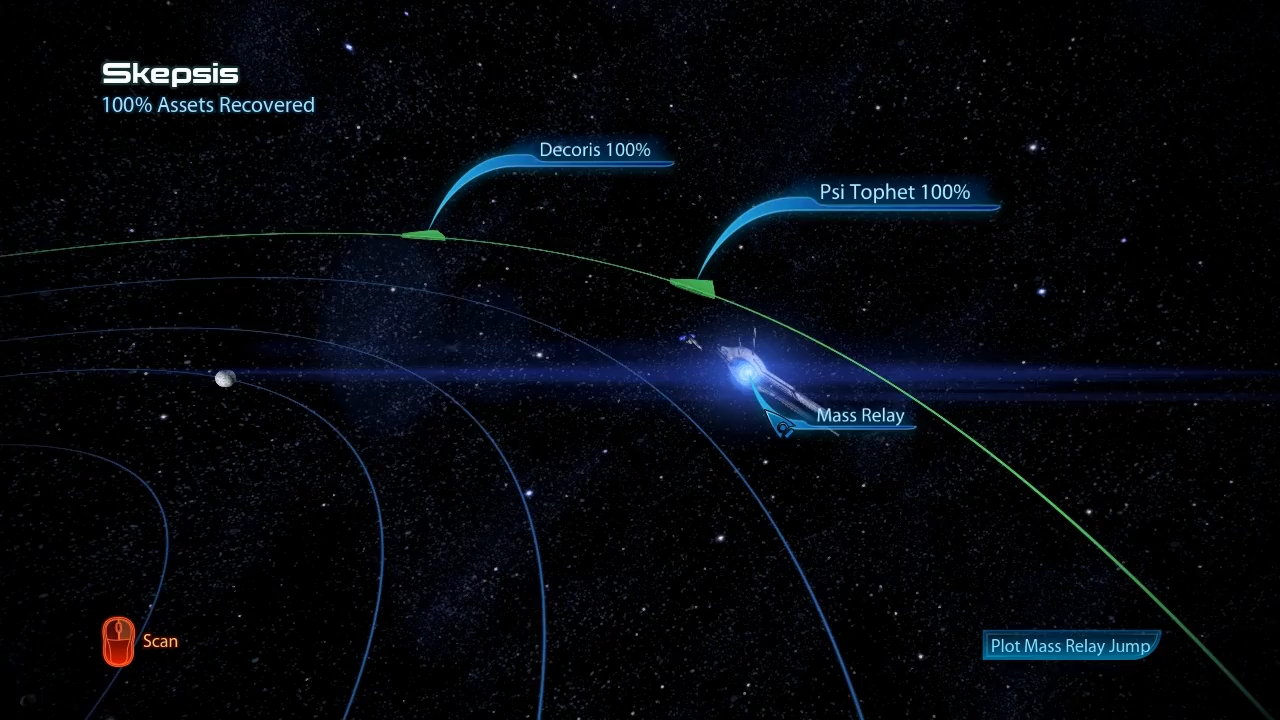 Skepsis
100% Assets Recovered
Decoris 100%
Psi Tophet 100%
Mass Relay
Scan
Plot Mass Relay Jump